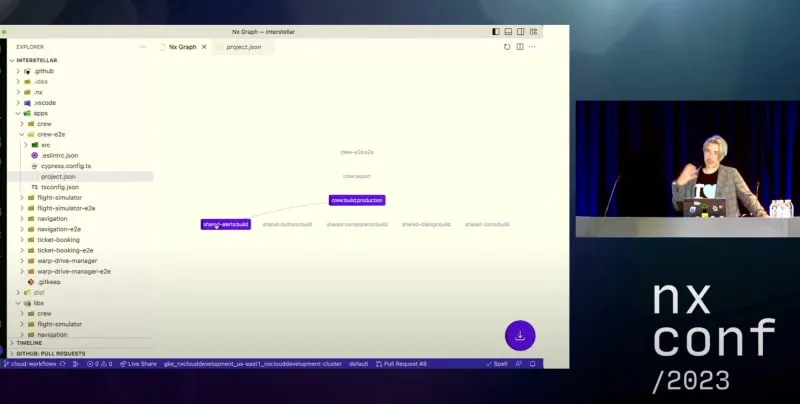 Nx Graph — interstellar
EXPLORER
Nx Graph
project.json
INTERSTELLAR
.github
.idea
.nx
.vscode
apps
crew
crew-e2e
src
.eslintrc.json
cypress.config.ts
project.json
TS tsconfig.json
flight-simulator
flight-simulator-e2e
navigation
navigation-e2e
ticket-booking
ticket-booking-e2e
warp-drive-manager
warp-drive-manager-e2e
.gitkeep
dist
libs
crew
flight-simulator
navigation
TIMELINE
GITHUB: PULL REQUESTS
crew-e2e:e2e
crew:export
crew:build:production
shared-alerts:build
shared-buttons:build
shared-components:build
shared-dialogs:build
shared-icons:build
cloud-workflows
0
0
Live Share
gke_nxclouddevelopment_us-east1_nxclouddevelopment-cluster
default
Pull Request #8
Spell
nx
conf
/2023